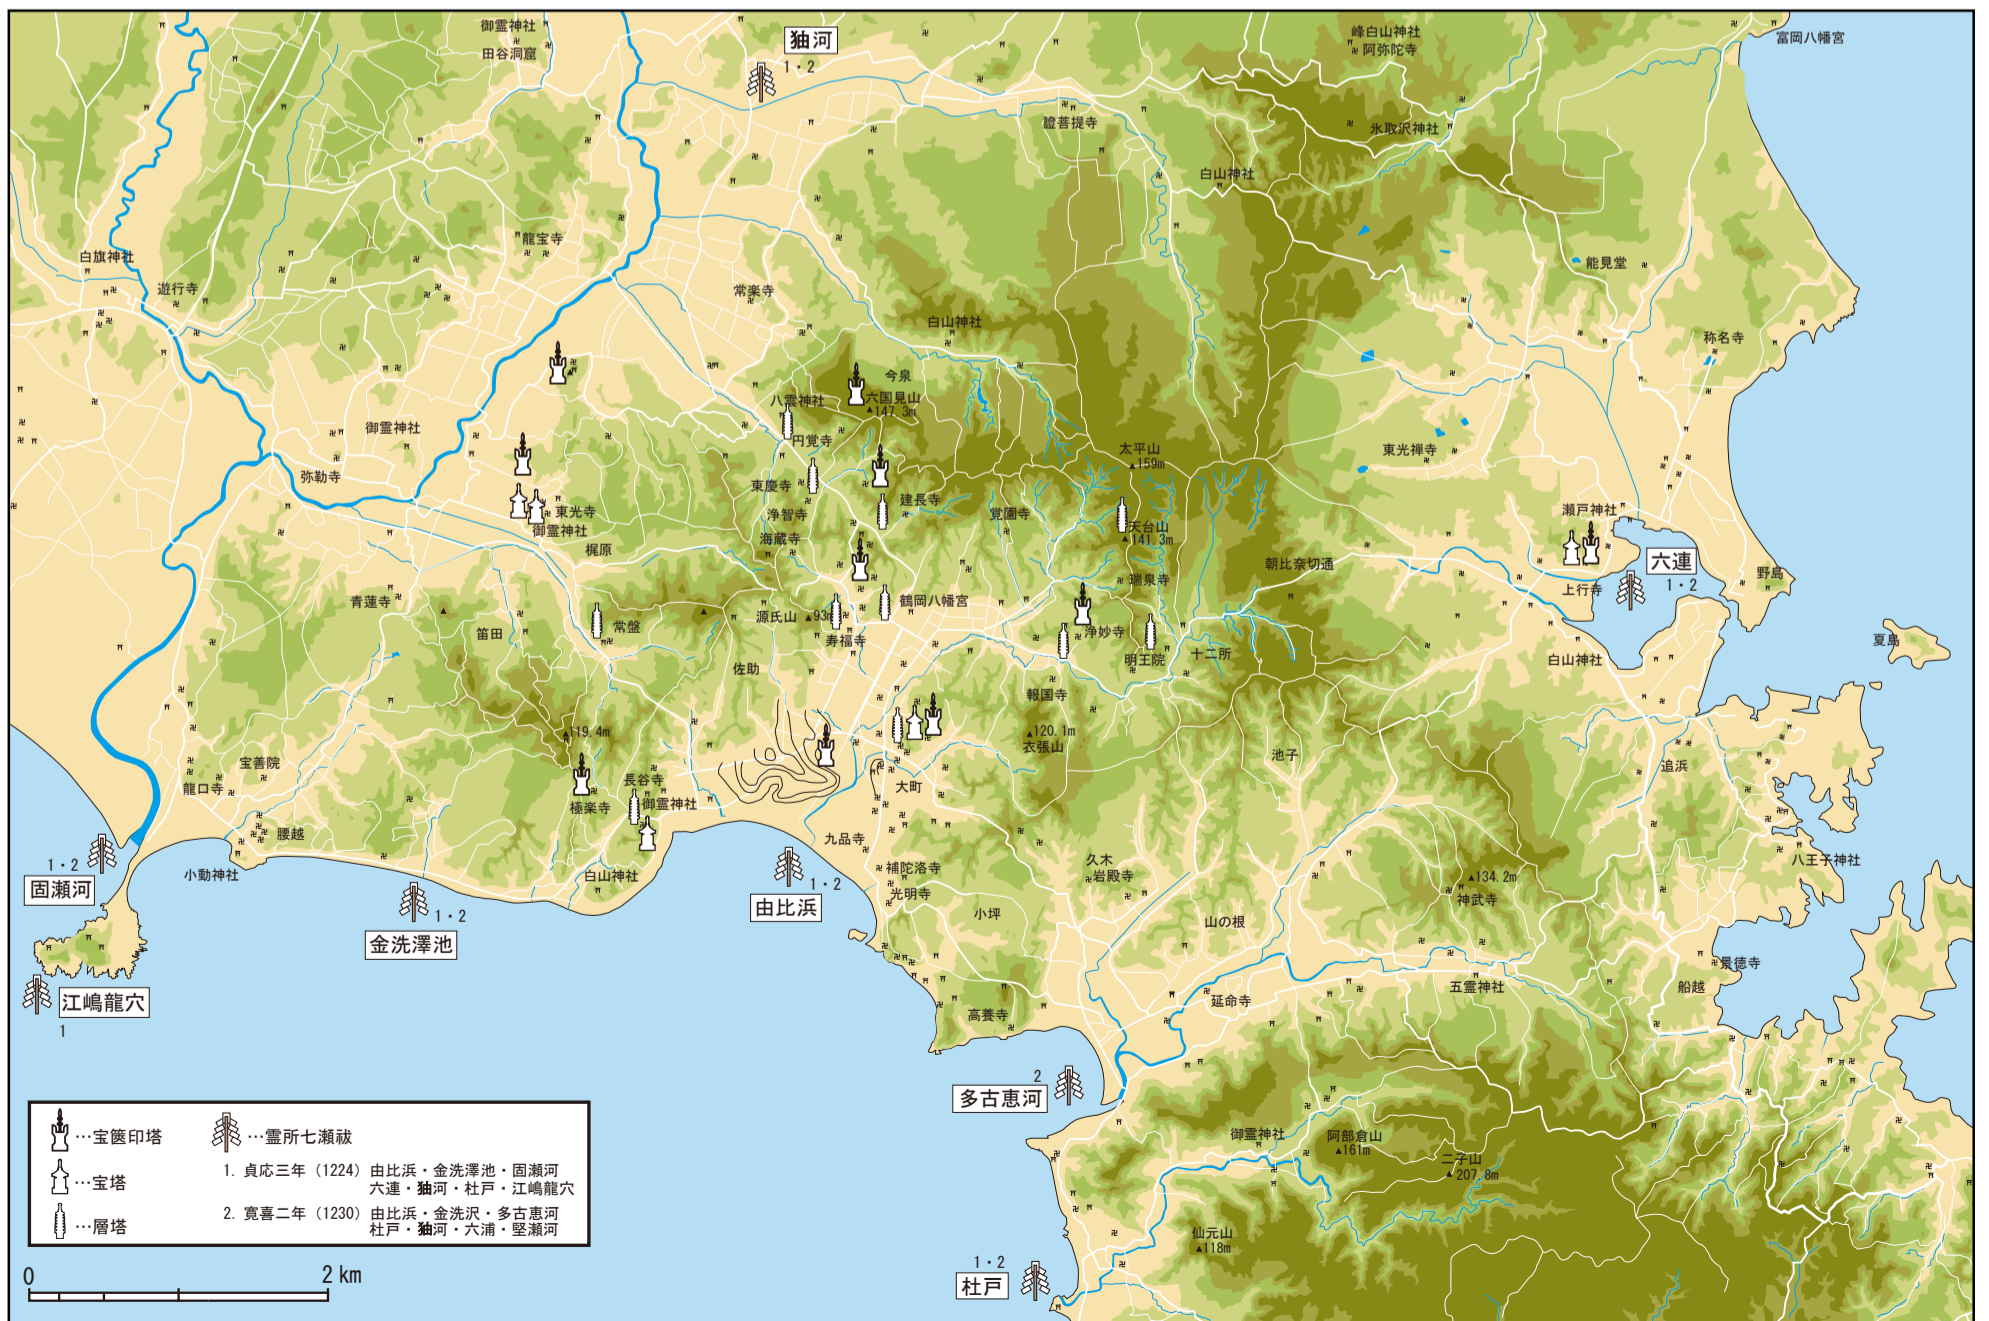 御霊神社
田谷洞窟
狆河
1・2
峰白山神社
阿弥陀寺
富岡八幡宮
證菩提寺
氷取沢神社
白山神社
龍宝寺
白旗神社
遊行寺
常楽寺
能見堂
白山神社
称名寺
今泉
六国見山
▲147.3m
八雲神社
円覚寺
御霊神社
弥勒寺
東慶寺
浄智寺
海蔵寺
建長寺
覚園寺
太平山
▲159m
天台山
▲141.3m
東光禅寺
東光寺
御霊神社
梶原
瀬戸神社
六連
1・2
上行寺
野島
朝比奈切通
瑞泉寺
青蓮寺
笛田
常盤
源氏山 ▲93m
寿福寺
鶴岡八幡宮
浄妙寺
明王院
十二所
白山神社
夏島
佐助
報国寺
▲120.1m
衣張山
▲119.4m
池子
追浜
宝善院
龍口寺
長谷寺
御霊神社
極楽寺
大町
腰越
小動神社
九品寺
補陀洛寺
光明寺
久木
岩殿寺
八王子神社
1・2
固瀬河
白山神社
1・2
金洗澤池
1・2
由比浜
小坪
▲134.2m
神武寺
山の根
江嶋龍穴
1
高養寺
延命寺
五霊神社
景徳寺
船越
2
多古恵河
御霊神社
阿部倉山
▲161m
二子山
▲207.8m
仙元山
▲118m
1・2
杜戸
…宝篋印塔
…宝塔
…層塔
…霊所七瀬祓
1. 貞応三年（1224）由比浜・金洗澤池・固瀬河
六連・狆河・杜戸・江嶋龍穴
2. 寛喜二年（1230）由比浜・金洗沢・多古恵河
杜戸・狆河・六浦・堅瀬河
0
2 km